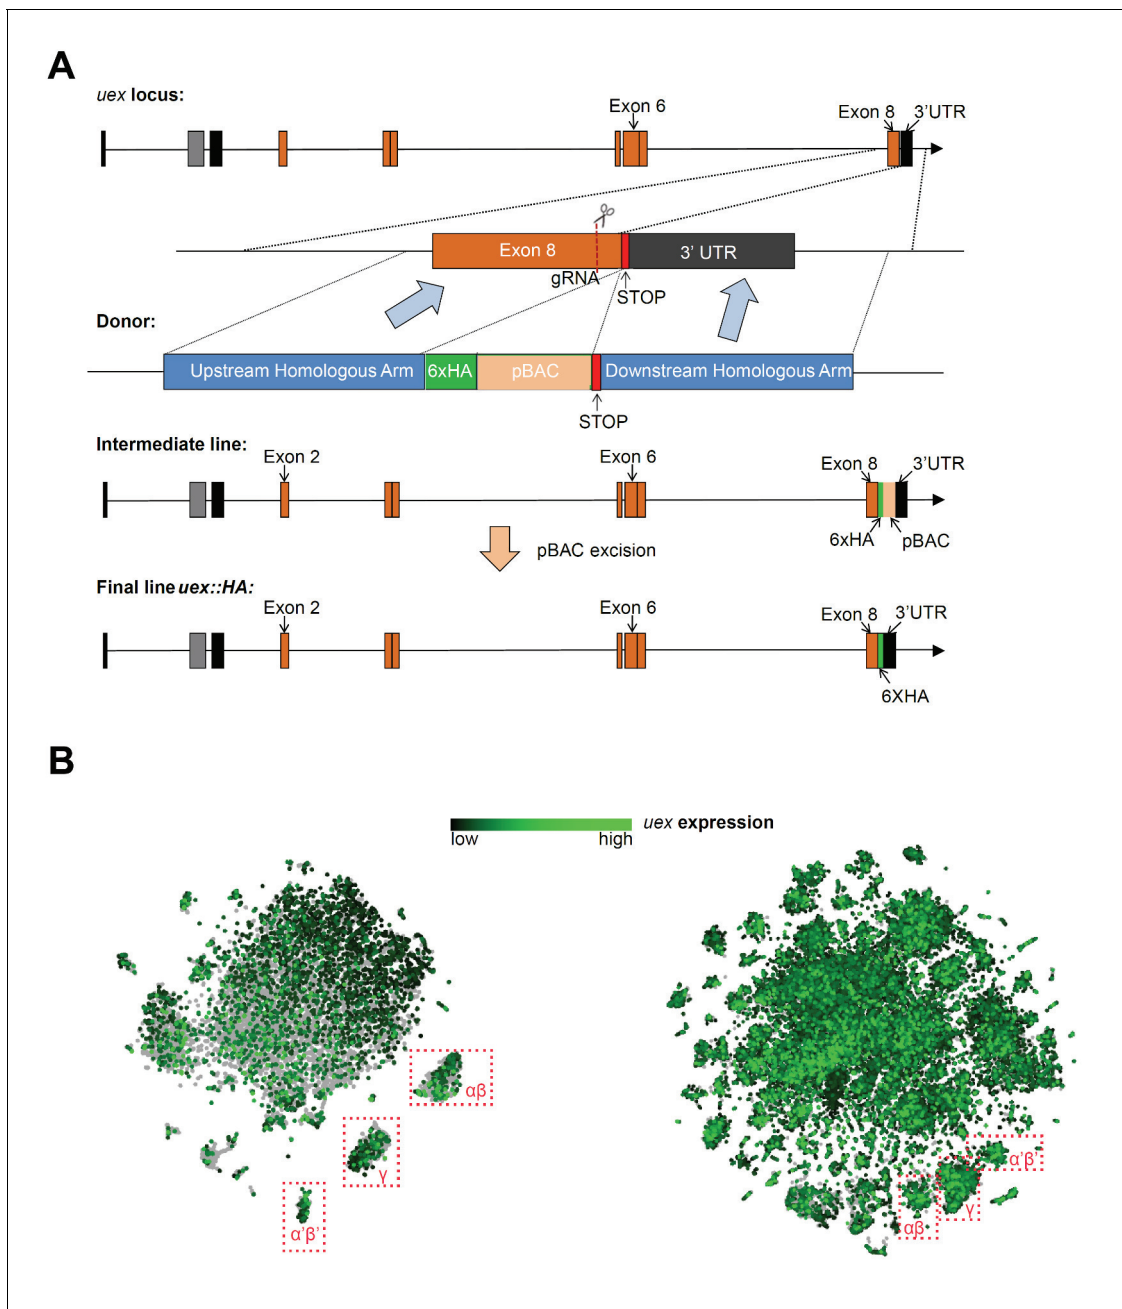 A
uex locus:
Exon 6
Exon 8
3'UTR
Exon 8
3' UTR
gRNA
STOP
Donor:
Upstream Homologous Arm
6xHA
pBAC
Downstream Homologous Arm
STOP
Intermediate line:
Exon 2
Exon 6
Exon 8
3'UTR
6xHA
pBAC
pBAC excision
Final line uex::HA:
Exon 2
Exon 6
Exon 8
3'UTR
6XHA
B
uex expression
low
high
αβ
γ
α'β'
α'β'
γ
αβ